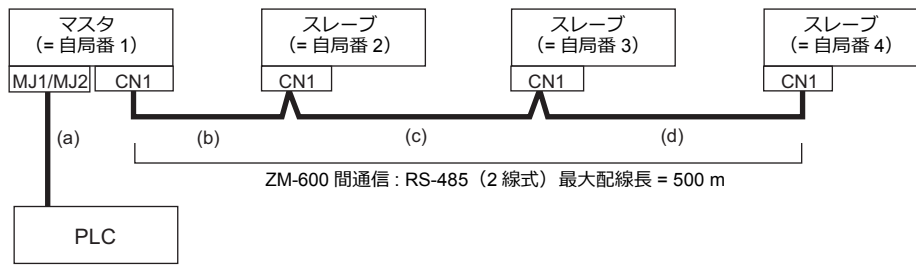 マスタ
(= 自局番 1)
スレーブ
(= 自局番 2)
スレーブ
(= 自局番 3)
スレーブ
(= 自局番 4)
MJ1/MJ2
CN1
CN1
CN1
CN1
(a)
(b)
(c)
(d)
ZM-600 間通信 : RS-485（2 線式）最大配線長 = 500 m
PLC